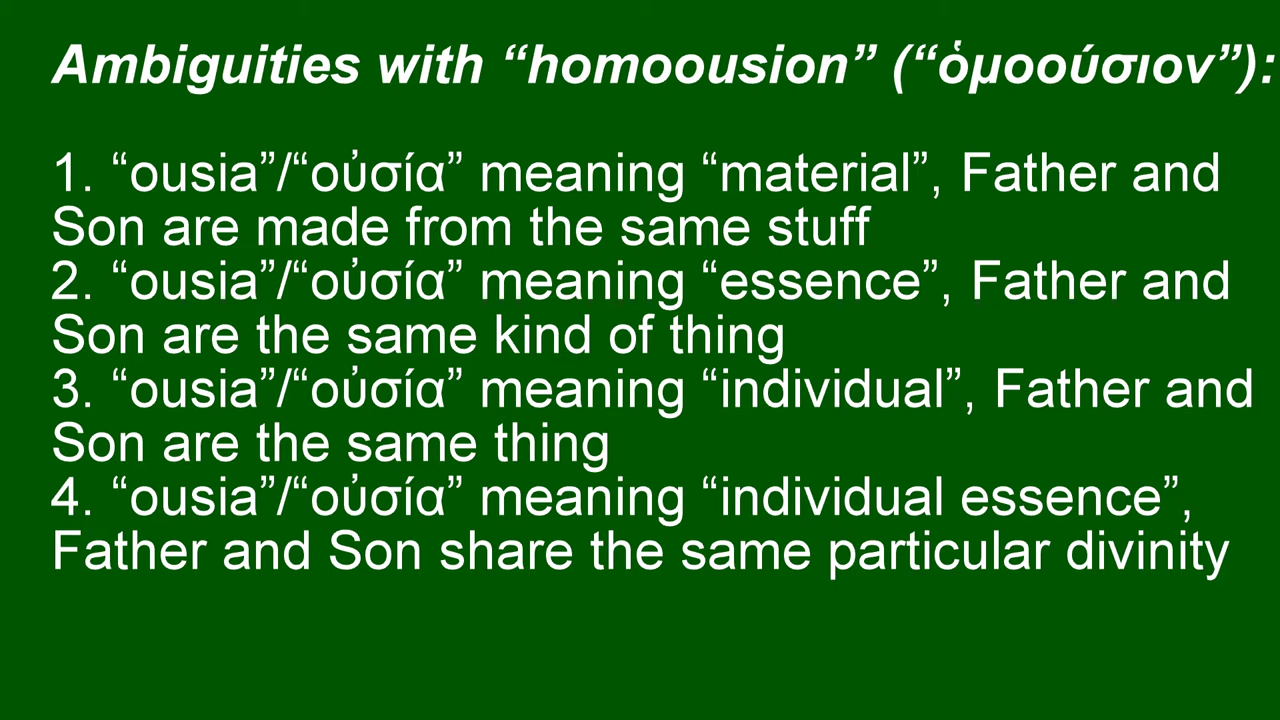 Ambiguities with “homoousion” (“ὁμοούσιον”):
1. “ousia”/“οὐσία” meaning “material”, Father and
Son are made from the same stuff
2. “ousia”/“οὐσία” meaning “essence”, Father and
Son are the same kind of thing
3. “ousia”/“οὐσία” meaning “individual”, Father and
Son are the same thing
4. “ousia”/“οὐσία” meaning “individual essence”,
Father and Son share the same particular divinity